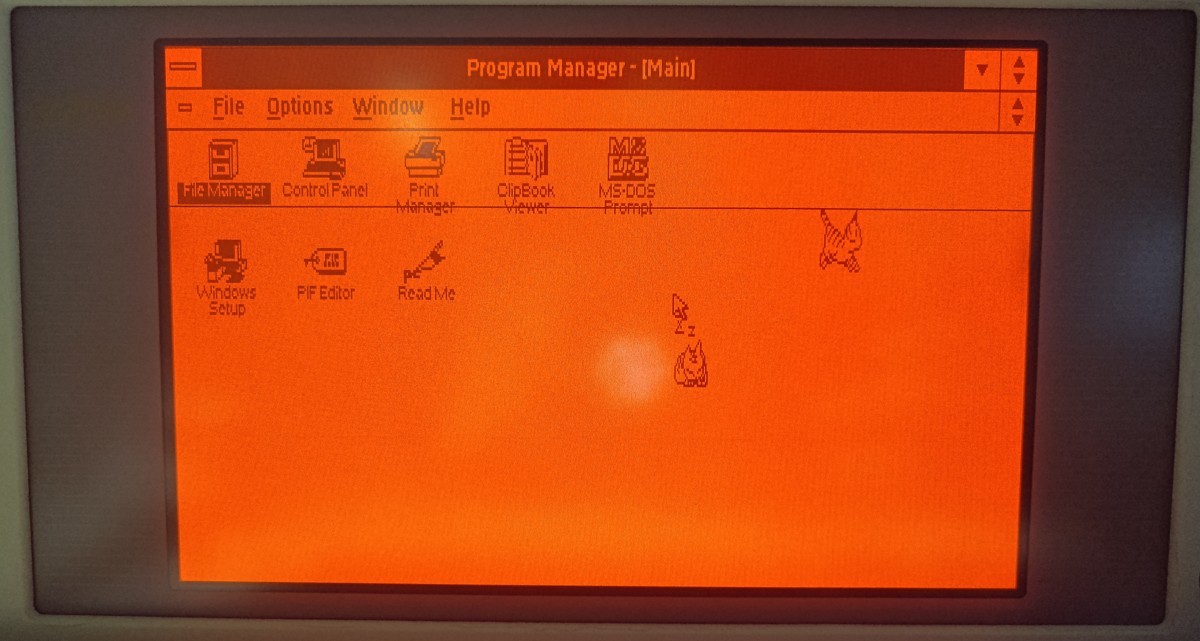 Program Manager - [Main]
File Options Window Help
File Manager
Control Panel
Print
Manager
ClipBook
Viewer
MS-DOS
Prompt
Windows
Setup
PIF Editor
Read Me
z z